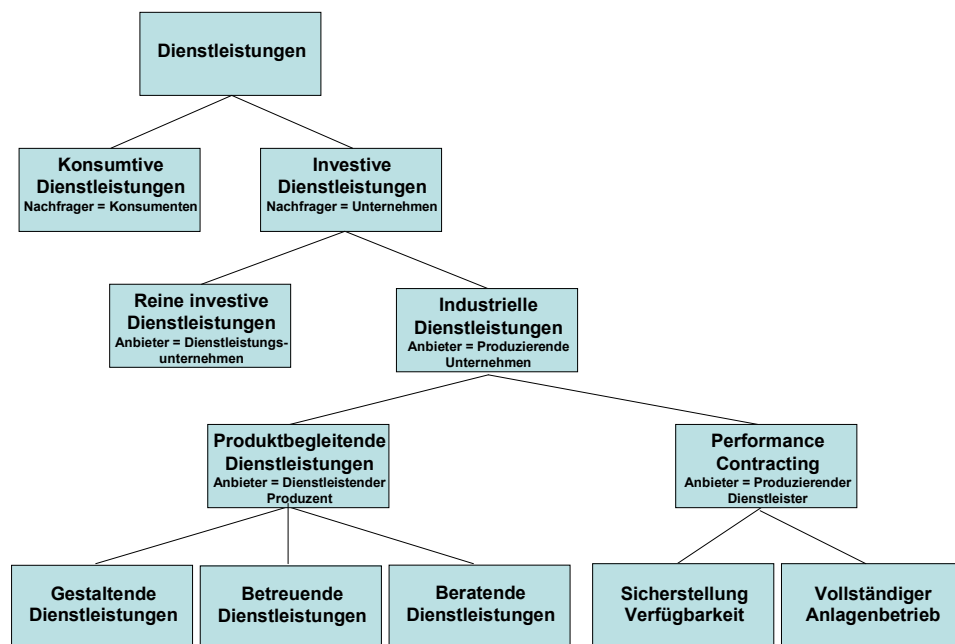 Dienstleistungen
Konsumtive
Dienstleistungen
Nachfrager = Konsumenten
Investive
Dienstleistungen
Nachfrager = Unternehmen
Reine investive
Dienstleistungen
Anbieter = Dienstleistungs-
unternehmen
Industrielle
Dienstleistungen
Anbieter = Produzierende
Unternehmen
Produktbegleitende
Dienstleistungen
Anbieter = Dienstleistender
Produzent
Performance
Contracting
Anbieter = Produzierender
Dienstleister
Gestaltende
Dienstleistungen
Betreuende
Dienstleistungen
Beratende
Dienstleistungen
Sicherstellung
Verfügbarkeit
Vollständiger
Anlagenbetrieb